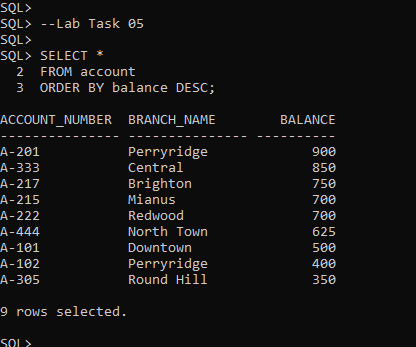 SQL>
SQL> --Lab Task 05
SQL>
SQL> SELECT *
  2  FROM account
  3  ORDER BY balance DESC;

ACCOUNT_NUMBER  BRANCH_NAME        BALANCE
--------------- --------------- ----------
A-201           Perryridge             900
A-333           Central                850
A-217           Brighton               750
A-215           Mianus                 700
A-222           Redwood                700
A-444           North Town             625
A-101           Downtown               500
A-102           Perryridge             400
A-305           Round Hill             350

9 rows selected.

SQL>